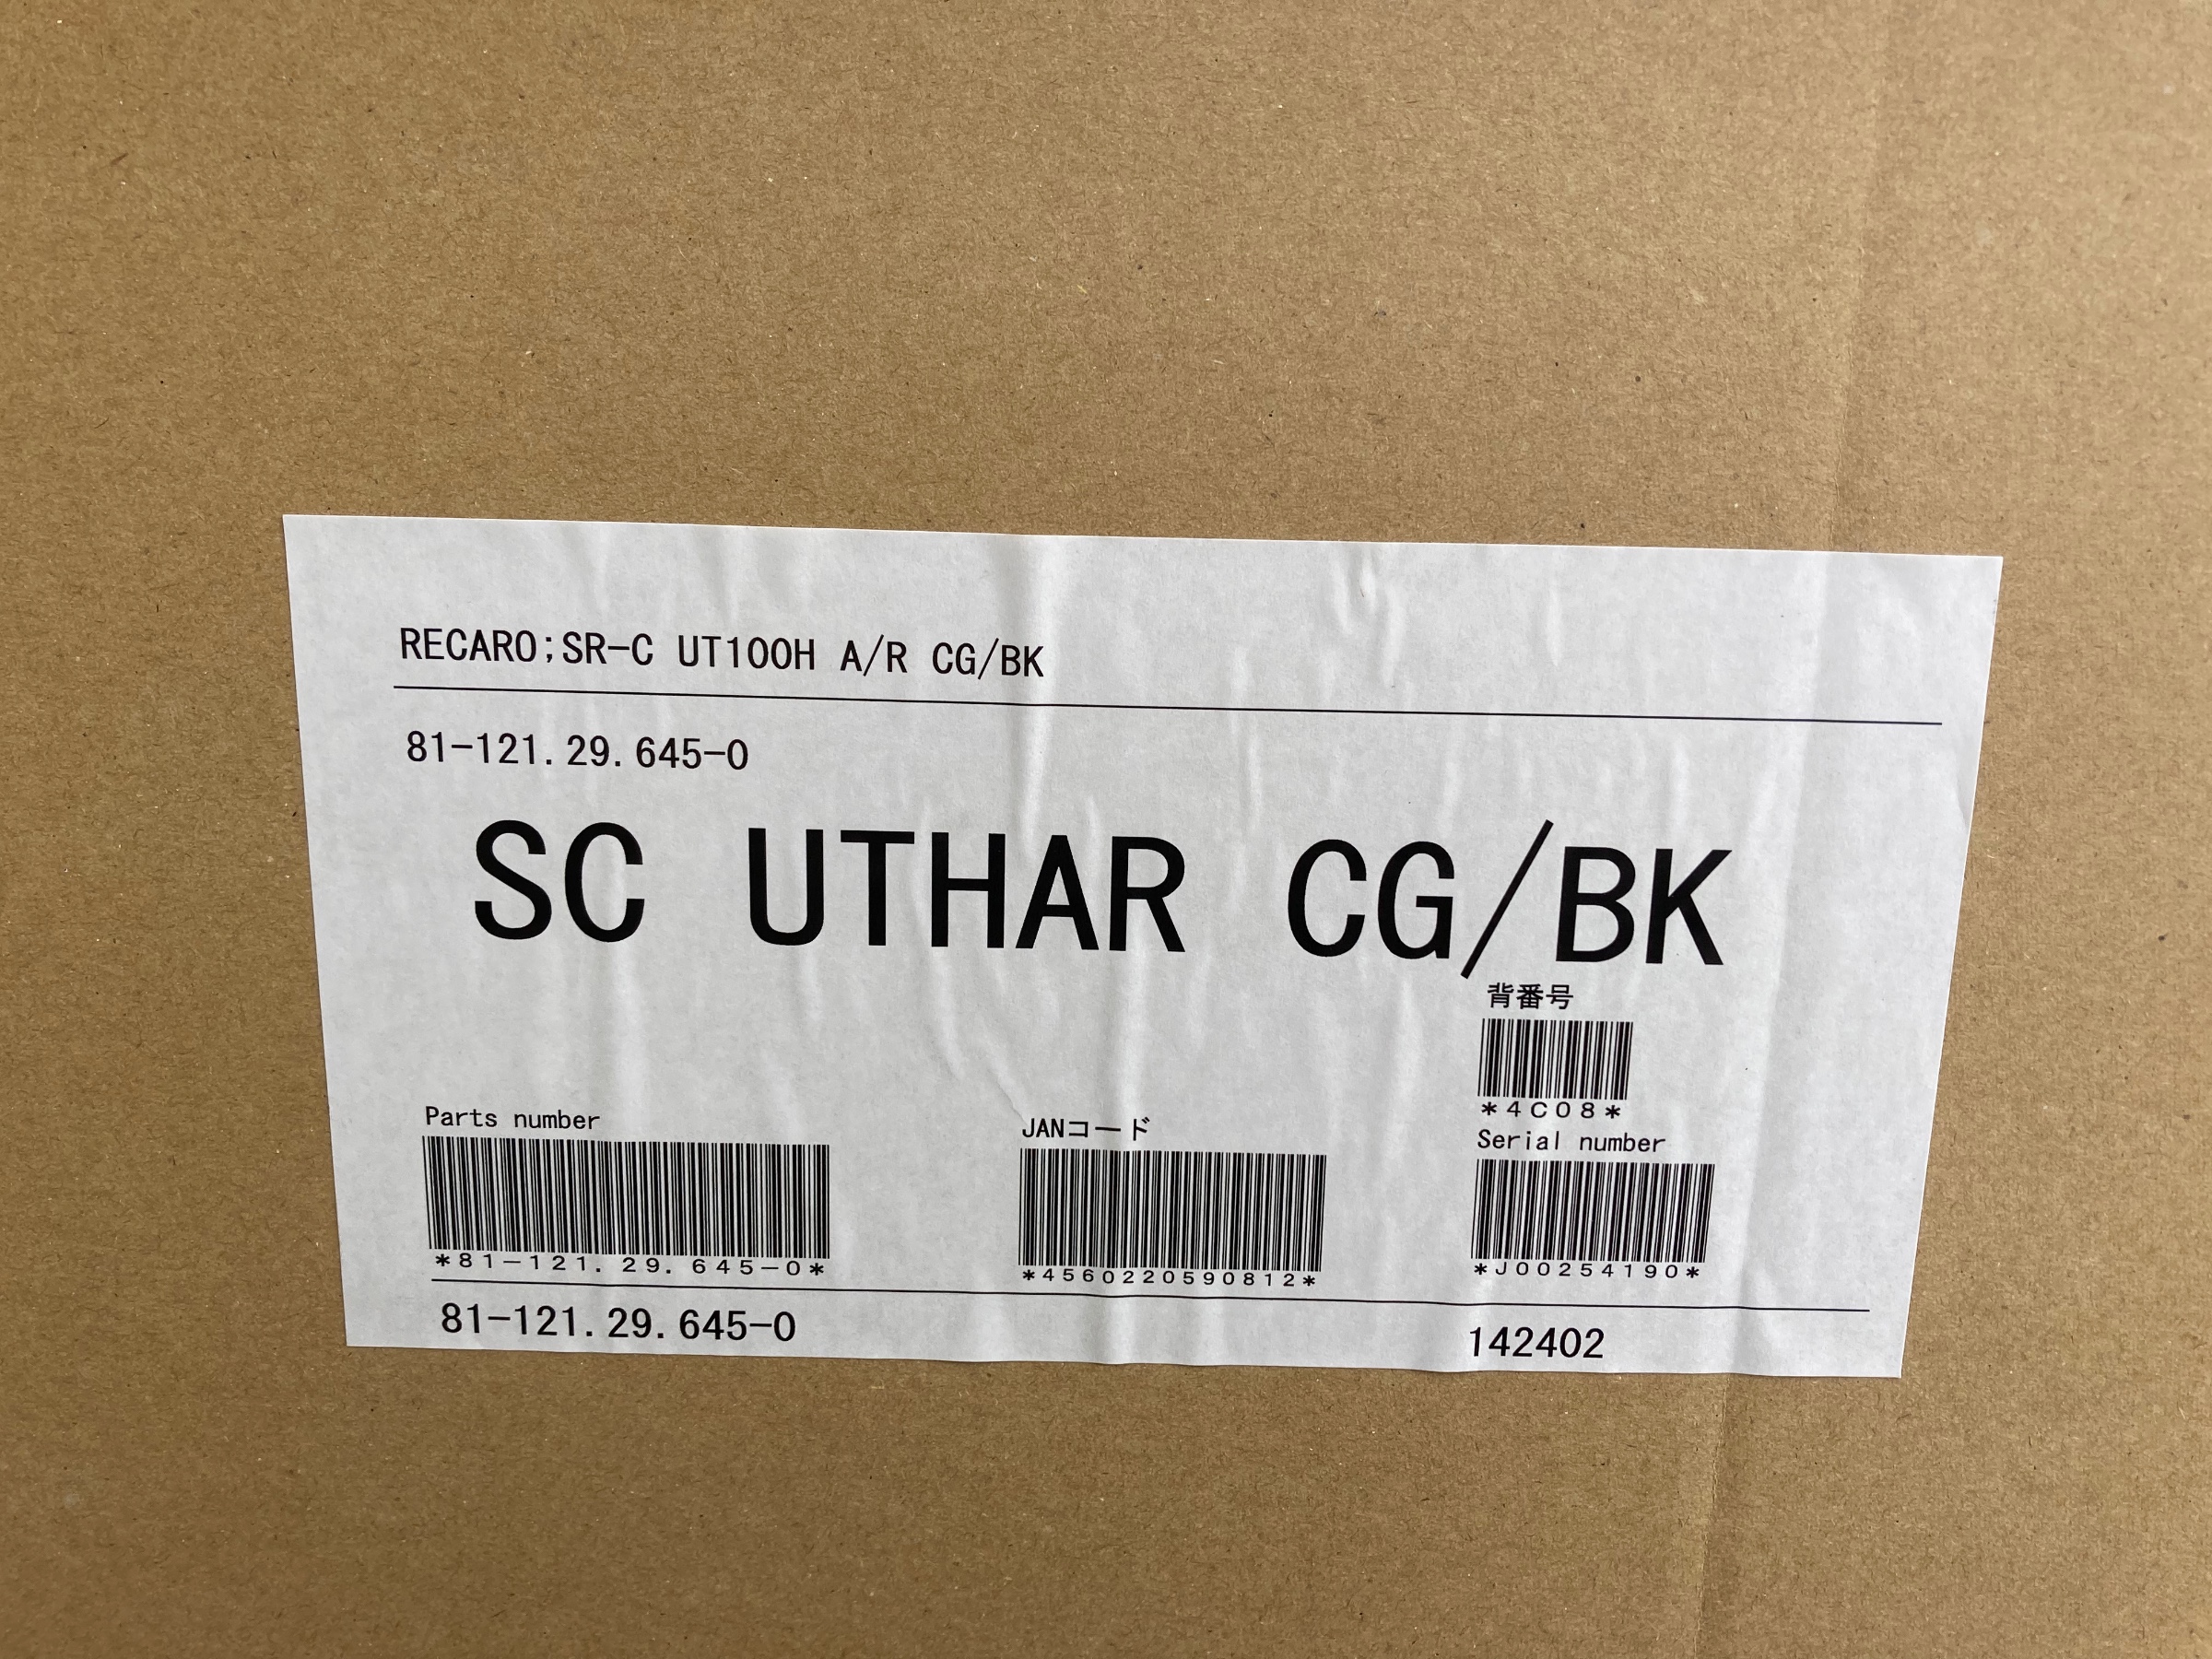 RECARO;SR-C UT100H A/R CG/BK
81-121.29.645-0
SC UTHAR CG/BK
背番号
*4C08*
Parts number
*81-121.29.645-0*
JANコード
*4560220590812*
Serial number
*J00254190*
81-121.29.645-0
142402